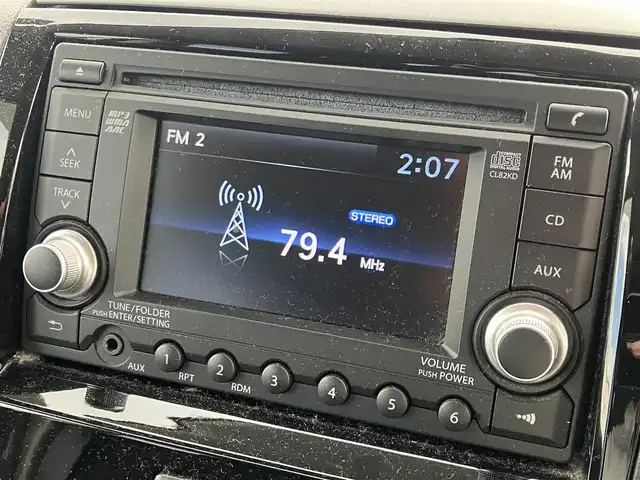 MENU
MP3
WMA
AAC
SEEK
TRACK
FM 2
2:07
STEREO
79.4 MHz
COMPACT
disc
DIGITAL AUDIO
CL82KD
FM
AM
CD
AUX
TUNE/FOLDER
PUSH ENTER/SETTING
VOLUME
PUSH POWER
AUX
1 2 3 4 5 6
RPT RDM